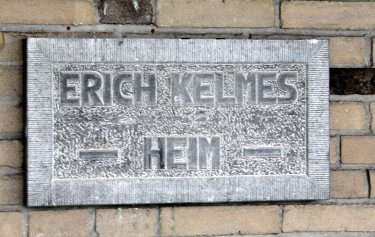 ERICH KELMES
— HEIM —